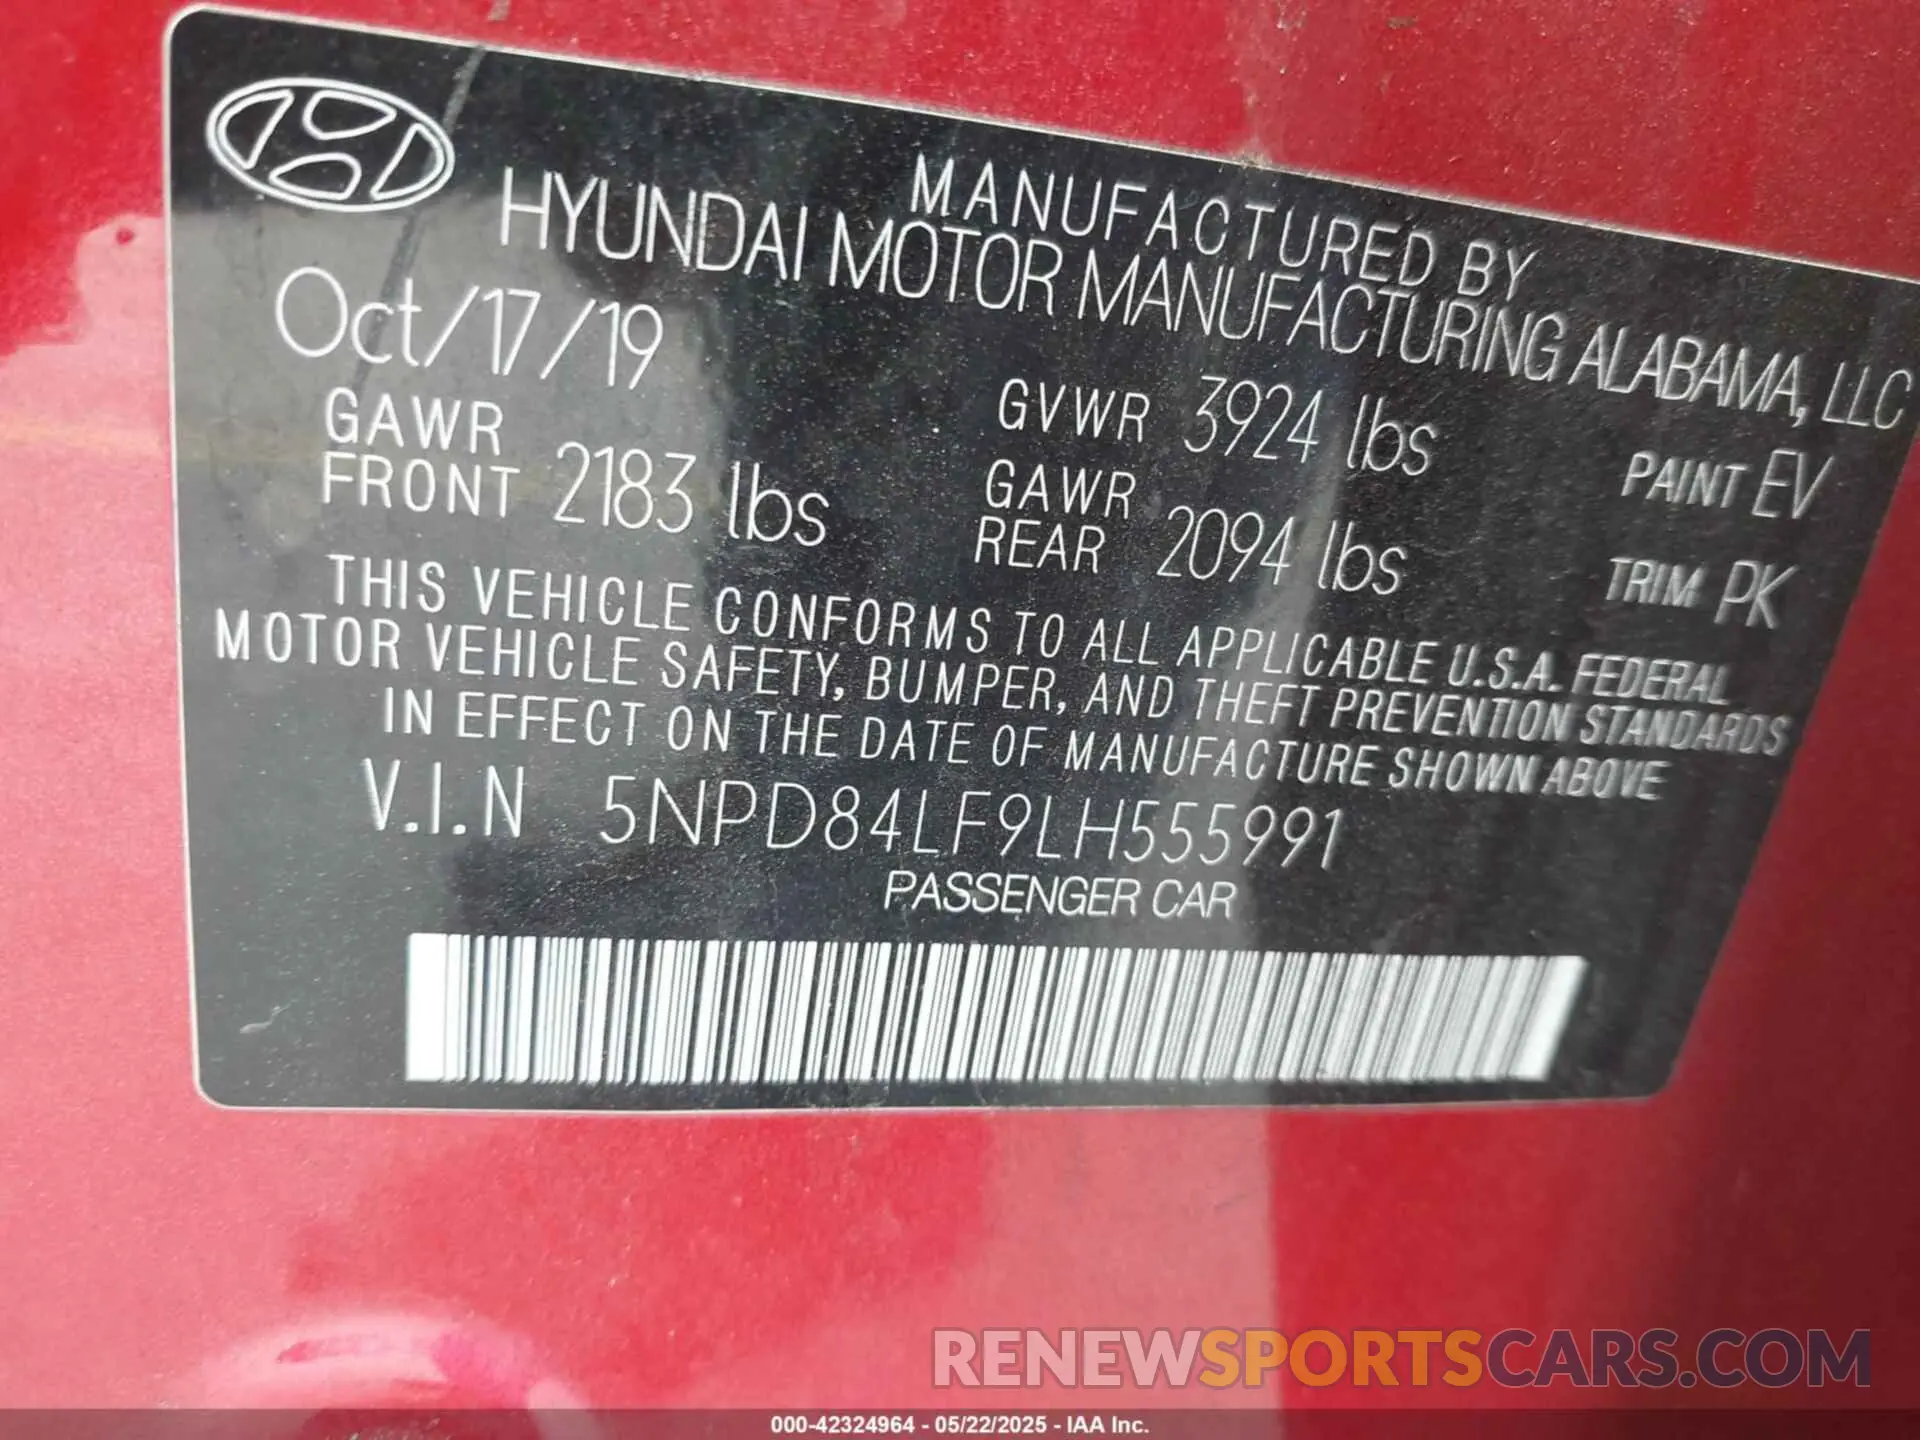 MANUFACTURED BY
HYUNDAI MOTOR MANUFACTURING ALABAMA, LLC
Oct/17/19
GVWR 3924 lbs
PAINT EV
GAWR
FRONT 2183 lbs
GAWR
REAR 2094 lbs
TRIM PK
THIS VEHICLE CONFORMS TO ALL APPLICABLE U.S.A. FEDERAL
MOTOR VEHICLE SAFETY, BUMPER, AND THEFT PREVENTION STANDARDS
IN EFFECT ON THE DATE OF MANUFACTURE SHOWN ABOVE
V.I.N 5NPD84LF9LH555991
PASSENGER CAR
RENEWSPORTSCARS.COM
000-42324964 - 05/22/2025 - IAA Inc.